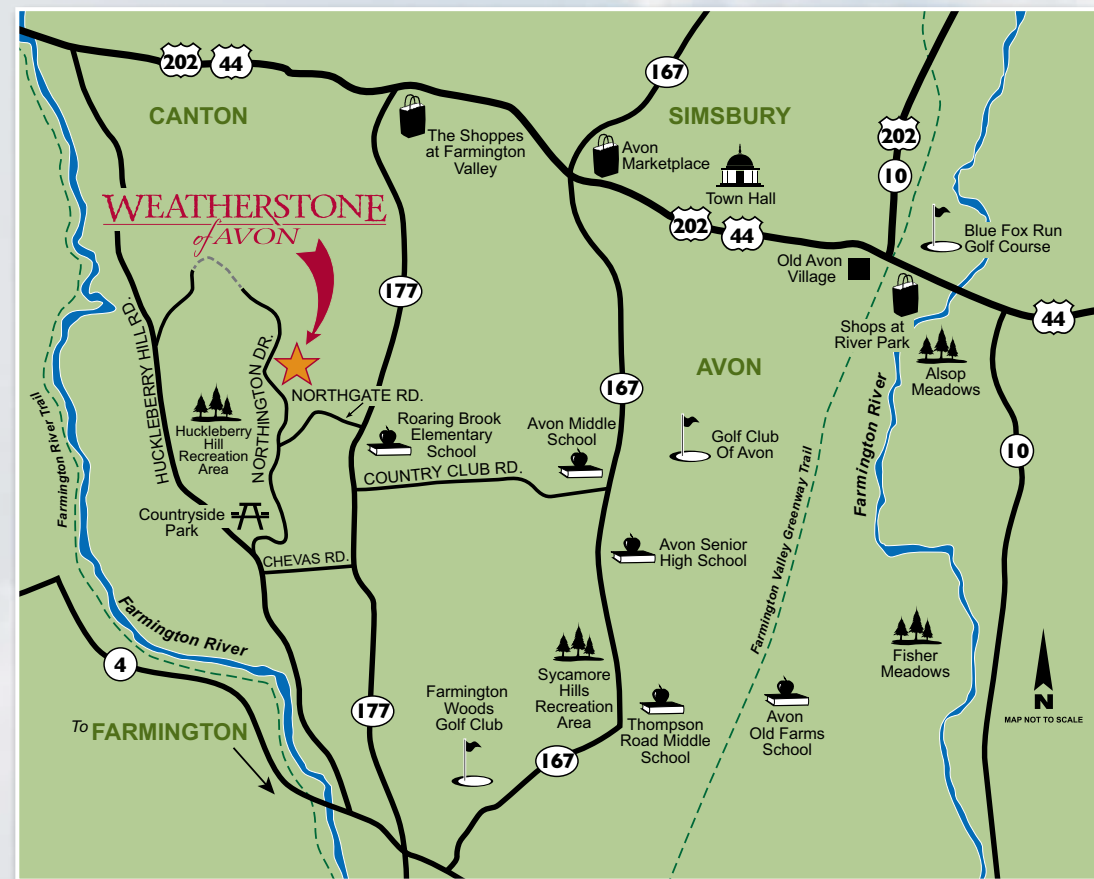 202
44
167
CANTON
SIMSBURY
The Shoppes
at Farmington
Valley
Avon
Marketplace
Town Hall
202
10
WEATHERSTONE
of AVON
202
44
Blue Fox Run
Golf Course
Old Avon
Village
177
Shops at
River Park
44
HUCKLEBERRY HILL RD.
NORTHINGTON DR.
NORTHGATE RD.
167
AVON
Alsop
Meadows
Farmington River Trail
Huckleberry
Hill
Recreation
Area
Roaring Brook
Elementary
School
Avon Middle
School
Golf Club
Of Avon
Farmington River
10
COUNTRY CLUB RD.
Countryside
Park
CHEVAS RD.
Avon Senior
High School
Farmington Valley Greenway Trail
Farmington River
4
Fisher
Meadows
Sycamore
Hills
Recreation
Area
Farmington
Woods
Golf Club
177
To FARMINGTON
Thompson
Road Middle
School
Avon
Old Farms
School
167
N
MAP NOT TO SCALE